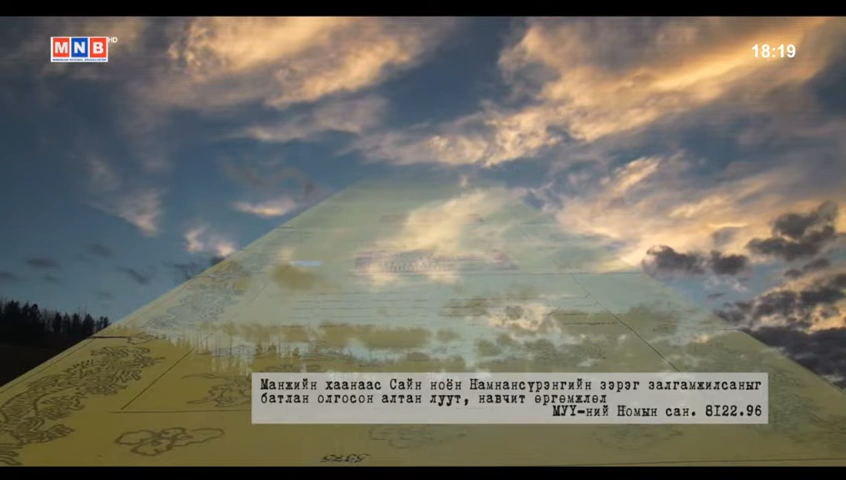 MNB HD
18:19
Манжийн хаанаас Сайн ноён Намнансүрэнгийн зэрэг залгамжилсаныг
батлан олгосон алтан луут, навчит өргөмжлөл
МУҮ-ний Номын сан. 8122.96